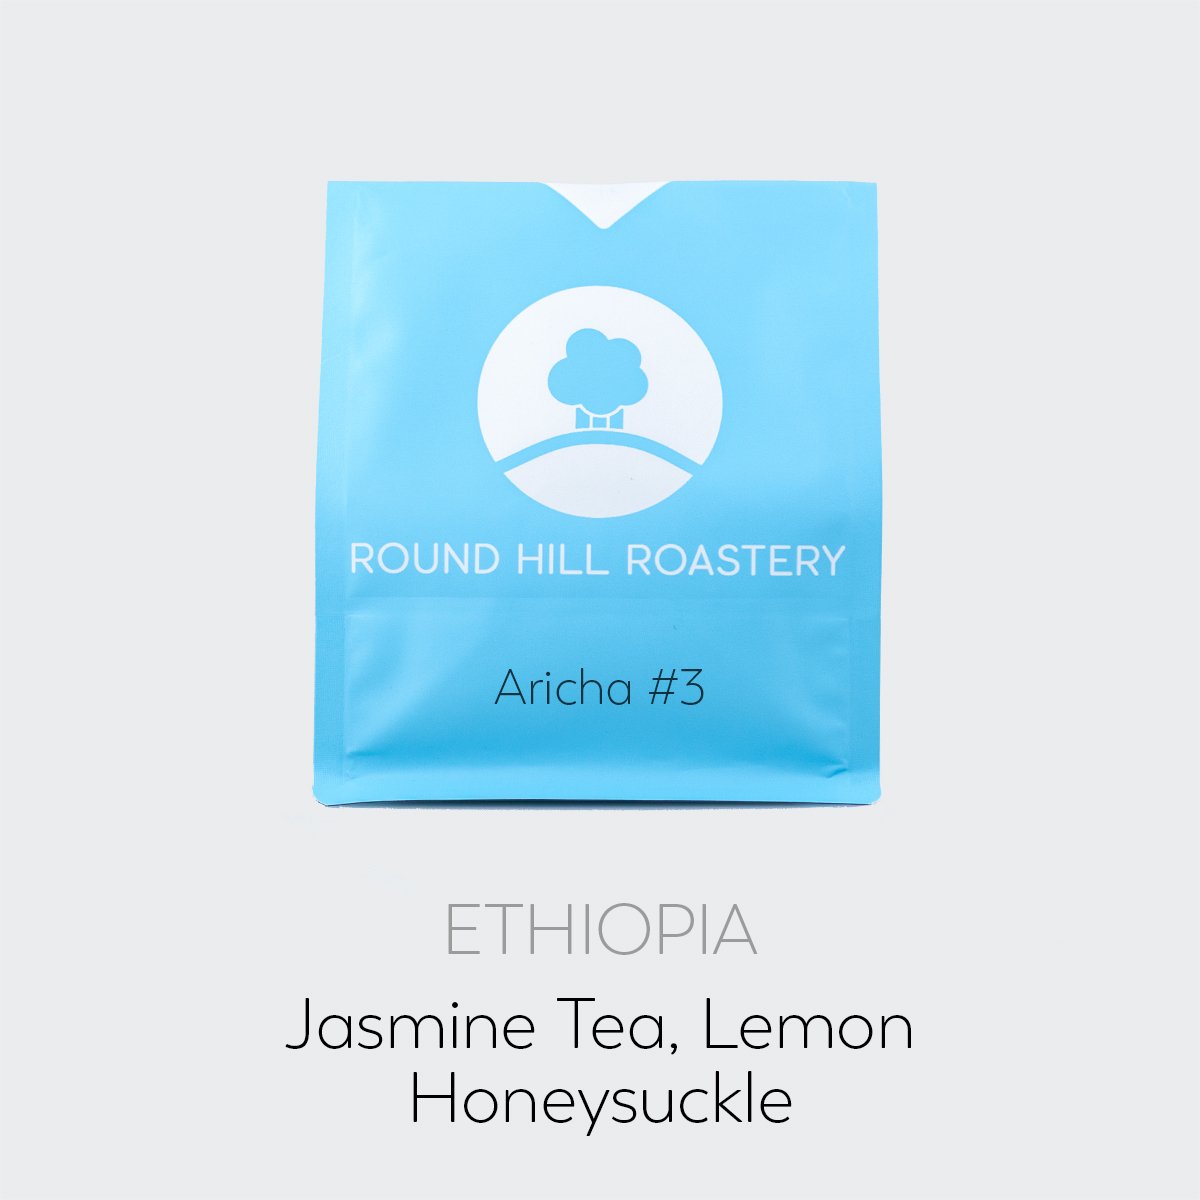 ROUND HILL ROASTERY
Aricha #3
ETHIOPIA
Jasmine Tea, Lemon
Honeysuckle